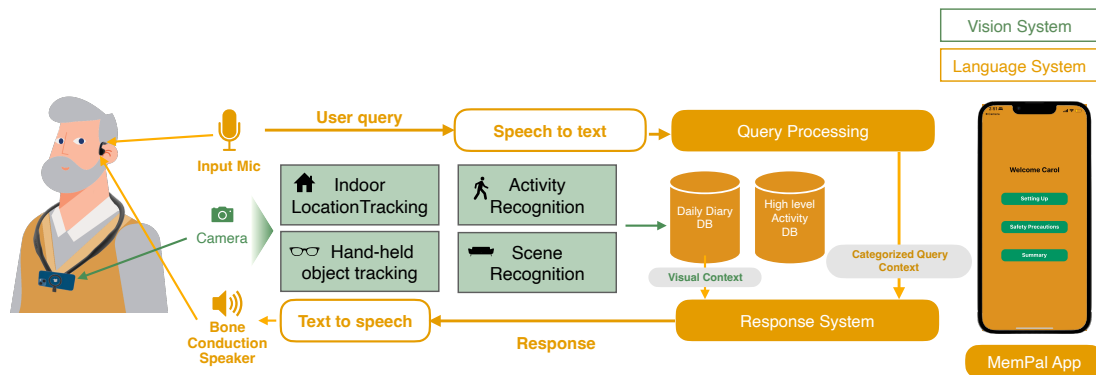 Vision System
Language System
User query
Speech to text
Query Processing
Input Mic
Indoor
LocationTracking
Activity
Recognition
Camera
Hand-held
object tracking
Scene
Recognition
Daily Diary
DB
High level
Activity
DB
Visual Context
Categorized Query
Context
Bone
Conduction
Speaker
Text to speech
Response
Response System
2:51
Welcome Carol
Setting Up
Safety Precautions
Summary
MemPal App